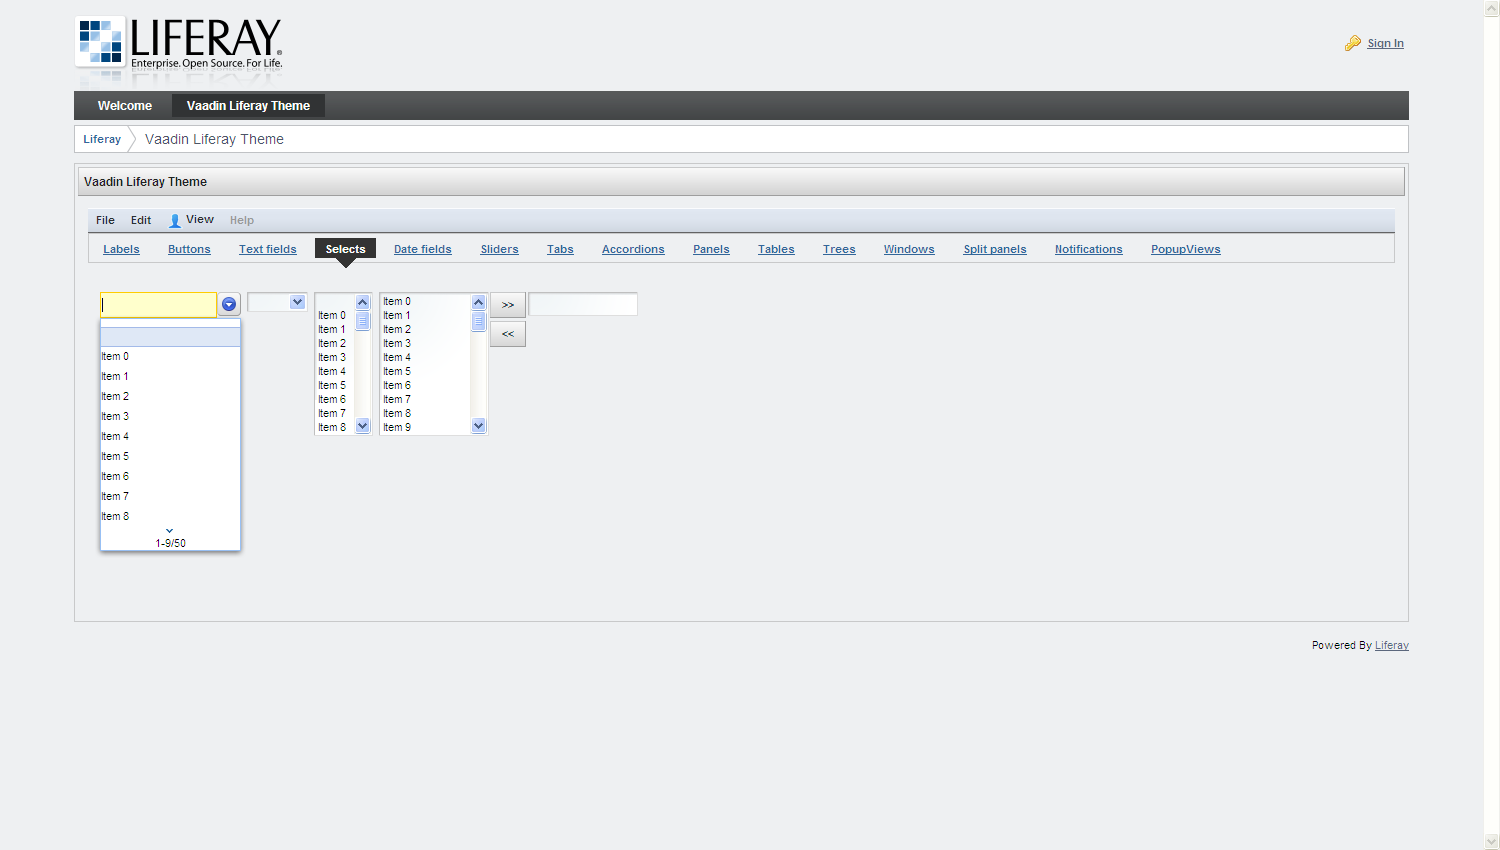 LIFERAY
Enterprise. Open Source. For Life.
Sign In
Welcome Vaadin Liferay Theme
Liferay Vaadin Liferay Theme
Vaadin Liferay Theme
File Edit View Help
Labels Buttons Text fields Selects Date fields Sliders Tabs Accordions Panels Tables Trees Windows Split panels Notifications PopupViews
Item 0
Item 1
Item 2
Item 3
Item 4
Item 5
Item 6
Item 7
Item 8
1-9/50
Item 0
Item 1
Item 2
Item 3
Item 4
Item 5
Item 6
Item 7
Item 8
Item 0
Item 1
Item 2
Item 3
Item 4
Item 5
Item 6
Item 7
Item 8
Item 9
>>
<<
Powered By Liferay